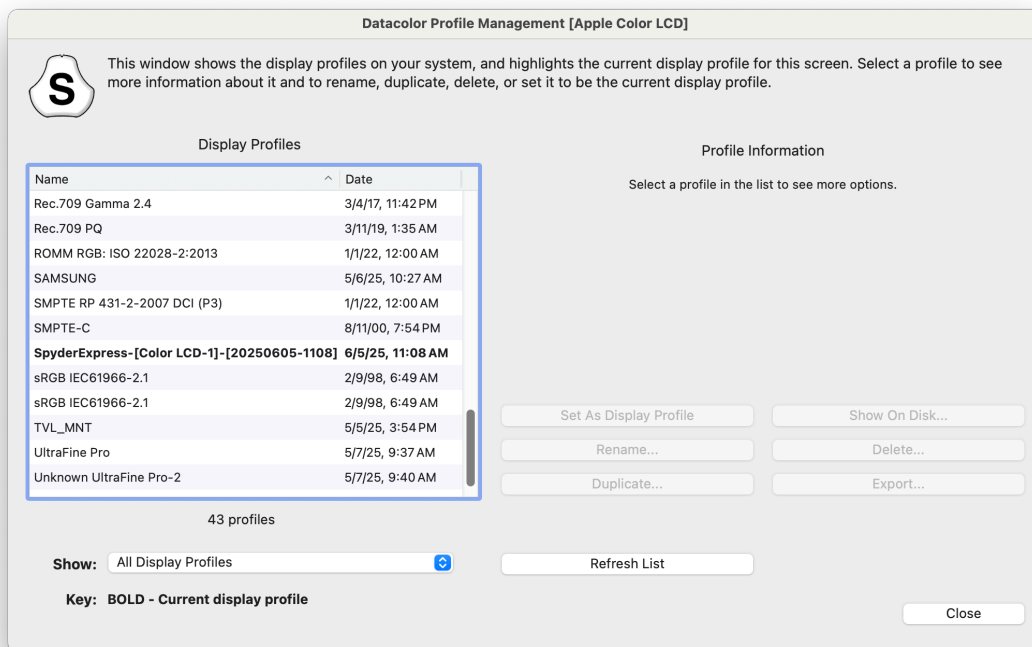 Datacolor Profile Management [Apple Color LCD]
S
This window shows the display profiles on your system, and highlights the current display profile for this screen. Select a profile to see
more information about it and to rename, duplicate, delete, or set it to be the current display profile.
Display Profiles
Name Date
Rec.709 Gamma 2.4 3/4/17, 11:42 PM
Rec.709 PQ 3/11/19, 1:35 AM
ROMM RGB: ISO 22028-2:2013 1/1/22, 12:00 AM
SAMSUNG 5/6/25, 10:27 AM
SMPTE RP 431-2-2007 DCI (P3) 1/1/22, 12:00 AM
SMPTE-C 8/11/00, 7:54 PM
SpyderExpress-[Color LCD-1]-[20250605-1108] 6/5/25, 11:08 AM
sRGB IEC61966-2.1 2/9/98, 6:49 AM
sRGB IEC61966-2.1 2/9/98, 6:49 AM
TVL_MNT 5/5/25, 3:54 PM
UltraFine Pro 5/7/25, 9:37 AM
Unknown UltraFine Pro-2 5/7/25, 9:40 AM
43 profiles
Show: All Display Profiles
Key: BOLD - Current display profile
Profile Information
Select a profile in the list to see more options.
Set As Display Profile Show On Disk...
Rename... Delete...
Duplicate... Export...
Refresh List
Close